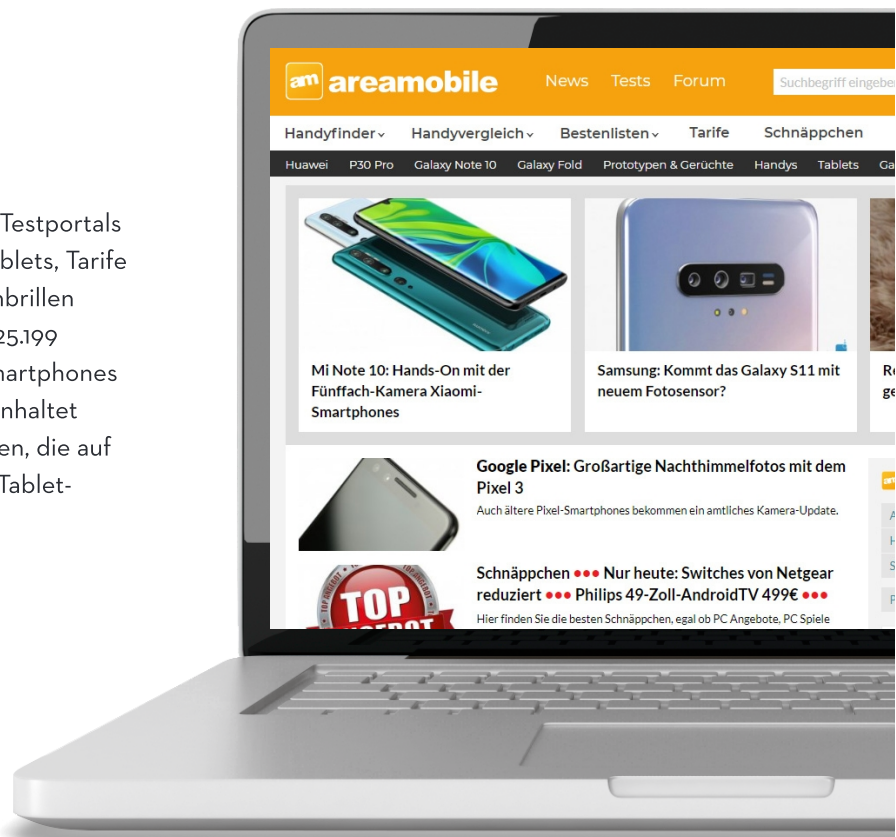 Testportals
Tarife
25.199
en, die auf
Tablet-
am areamobile
News Tests Forum
Suchbegriff eingeben
Handyfinder Handyvergleich Bestenlisten Tarife Schnäppchen
Huawei P30 Pro Galaxy Note 10 Galaxy Fold Prototypen & Gerüchte Handys Tablets Ga
Mi Note 10: Hands-On mit der
Fünffach-Kamera Xiaomi-
Smartphones
Samsung: Kommt das Galaxy S11 mit
neuem Fotosensor?
Google Pixel: Großartige Nachthimmelfotos mit dem
Pixel 3
Auch ältere Pixel-Smartphones bekommen ein amtliches Kamera-Update.
TOP ANGEBOT
TOP
Schnäppchen ●●● Nur heute: Switches von Netgear
reduziert ●●● Philips 49-Zoll-AndroidTV 499€ ●●●
Hier finden Sie die besten Schnäppchen, egal ob PC Angebote, PC Spiele